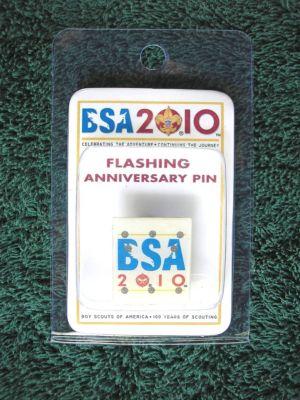 BSA2010
CELEBRATING THE ADVENTURE • CONTINUING THE JOURNEY
FLASHING
ANNIVERSARY PIN
BSA
2010
BOY SCOUTS OF AMERICA • 100 YEARS OF SCOUTING